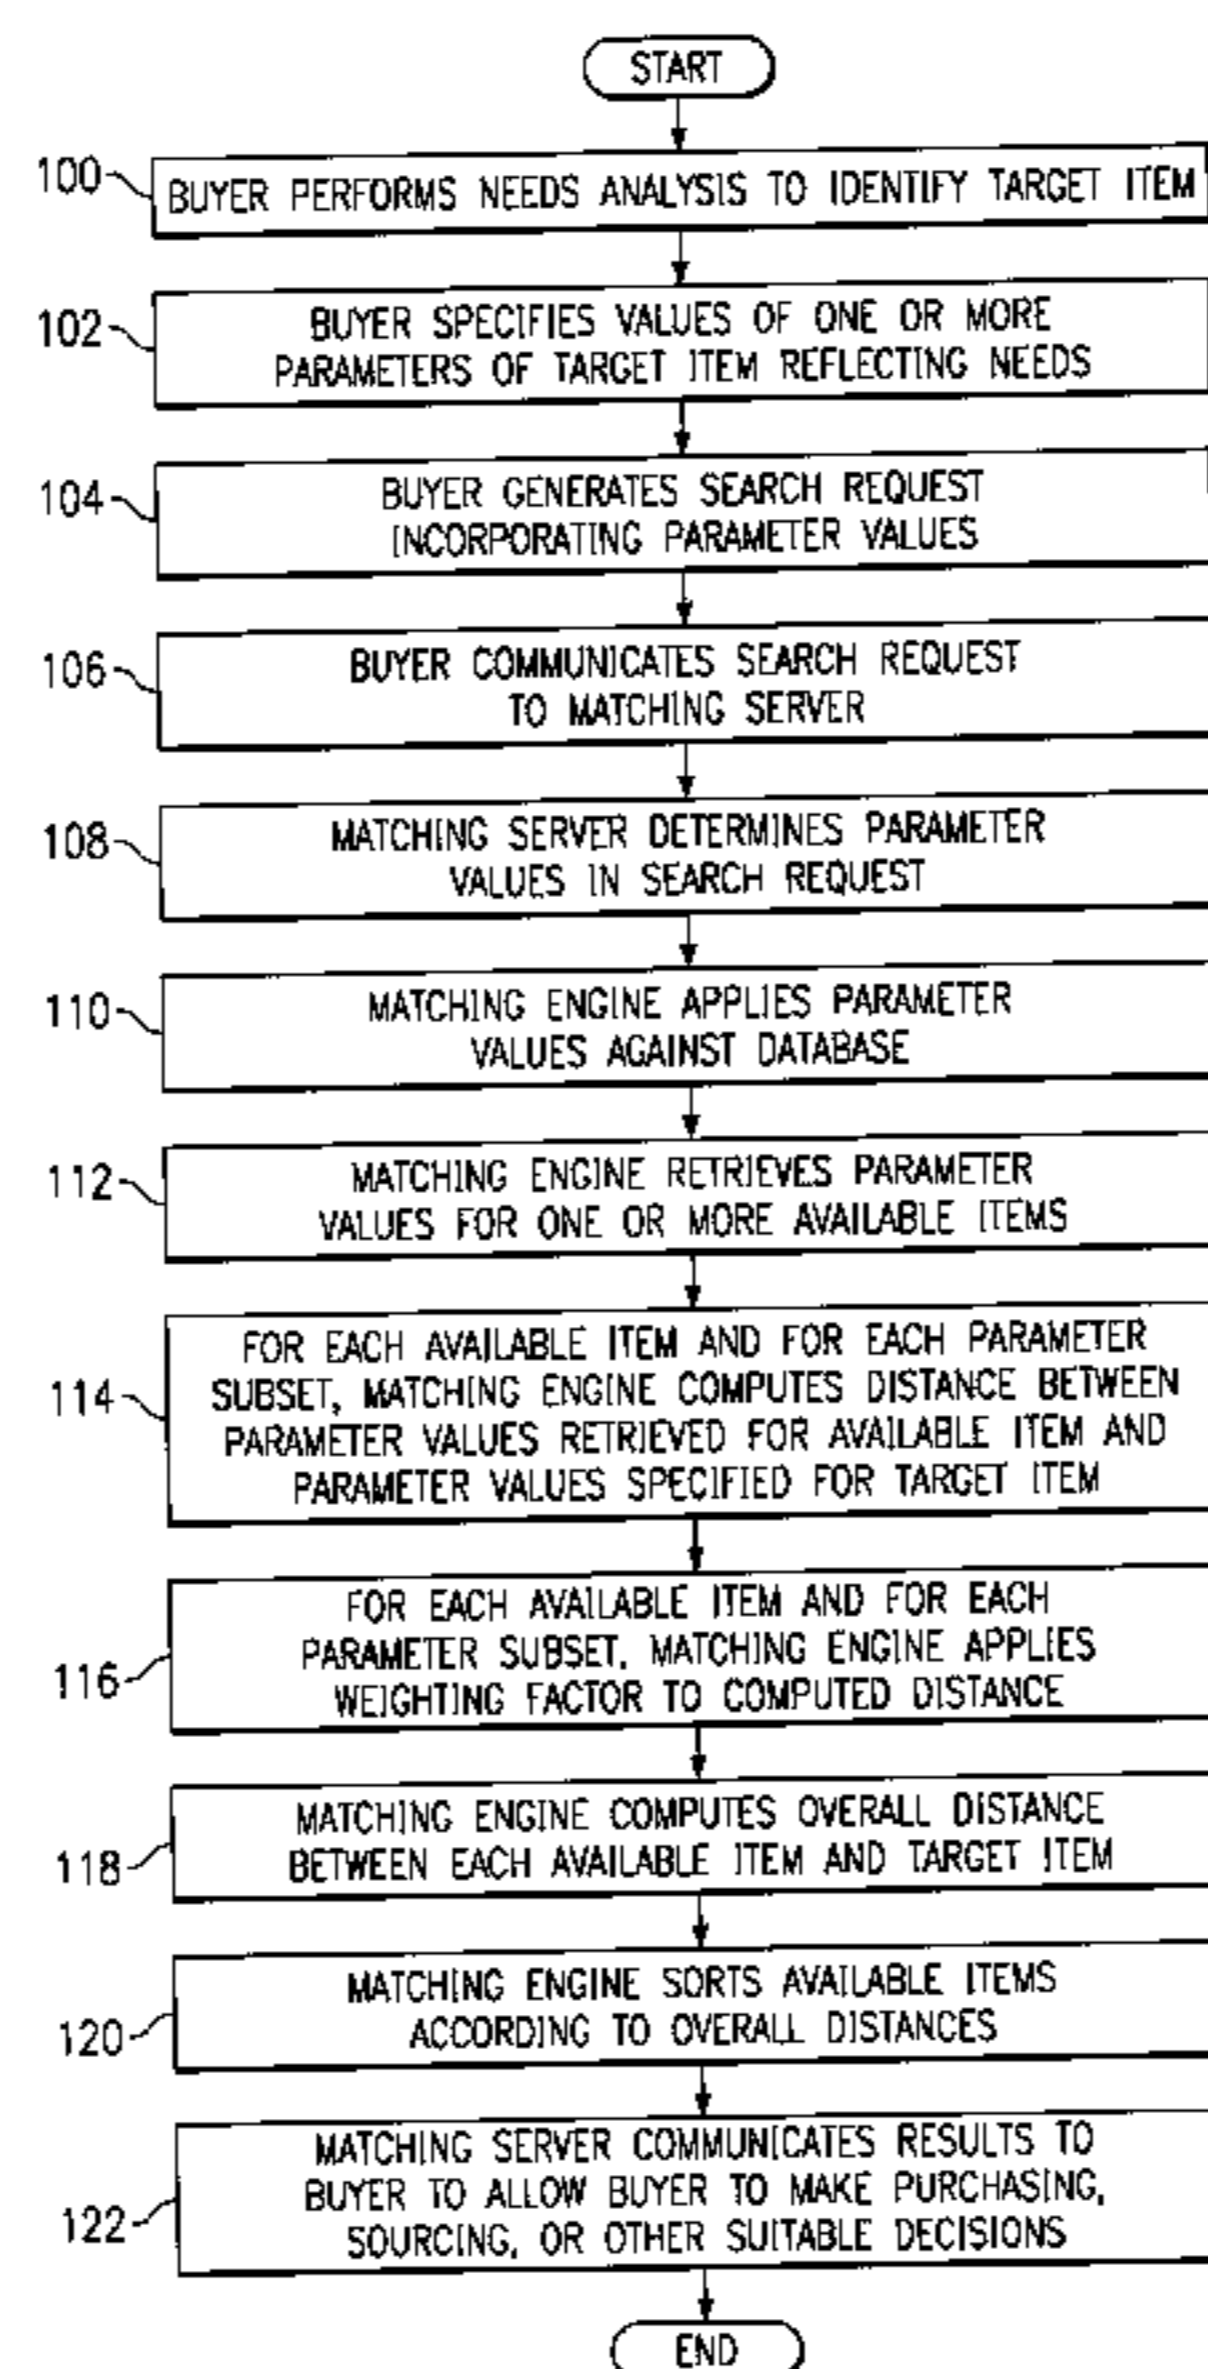 START
100
BUYER PERFORMS NEEDS ANALYSIS TO IDENTIFY TARGET ITEM
102
BUYER SPECIFIES VALUES OF ONE OR MORE
PARAMETERS OF TARGET ITEM REFLECTING NEEDS
104
BUYER GENERATES SEARCH REQUEST
INCORPORATING PARAMETER VALUES
106
BUYER COMMUNICATES SEARCH REQUEST
TO MATCHING SERVER
108
MATCHING SERVER DETERMINES PARAMETER
VALUES IN SEARCH REQUEST
110
MATCHING ENGINE APPLIES PARAMETER
VALUES AGAINST DATABASE
112
MATCHING ENGINE RETRIEVES PARAMETER
VALUES FOR ONE OR MORE AVAILABLE ITEMS
114
FOR EACH AVAILABLE ITEM AND FOR EACH PARAMETER
SUBSET, MATCHING ENGINE COMPUTES DISTANCE BETWEEN
PARAMETER VALUES RETRIEVED FOR AVAILABLE ITEM AND
PARAMETER VALUES SPECIFIED FOR TARGET ITEM
116
FOR EACH AVAILABLE ITEM AND FOR EACH
PARAMETER SUBSET, MATCHING ENGINE APPLIES
WEIGHTING FACTOR TO COMPUTED DISTANCE
118
MATCHING ENGINE COMPUTES OVERALL DISTANCE
BETWEEN EACH AVAILABLE ITEM AND TARGET ITEM
120
MATCHING ENGINE SORTS AVAILABLE ITEMS
ACCORDING TO OVERALL DISTANCES
122
MATCHING SERVER COMMUNICATES RESULTS TO
BUYER TO ALLOW BUYER TO MAKE PURCHASING,
SOURCING, OR OTHER SUITABLE DECISIONS
END